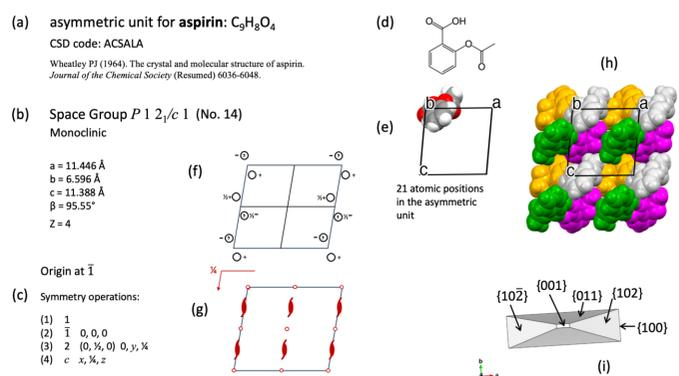 (a) asymmetric unit for aspirin: C₉H₈O₄
CSD code: ACSALA
Wheatley PJ (1964). The crystal and molecular structure of aspirin.
Journal of the Chemical Society (Resumed) 6036-6048.
(b) Space Group P 1 2₁/c 1 (No. 14)
Monoclinic
a = 11.446 Å
b = 6.596 Å
c = 11.388 Å
β = 95.55°
Z = 4
Origin at 1̅
(c) Symmetry operations:
(1) 1
(2) 1̅ 0,0,0
(3) 2 (0,½,0) 0,y,¼
(4) c x,¼,z
(d)
O
OH
O
O
(e)
b
a
c
21 atomic positions
in the asymmetric
unit
(f)
(g)
¼
(h)
b
a
c
{102̅}
{001}
{011}
{102}
{100}
(i)
b